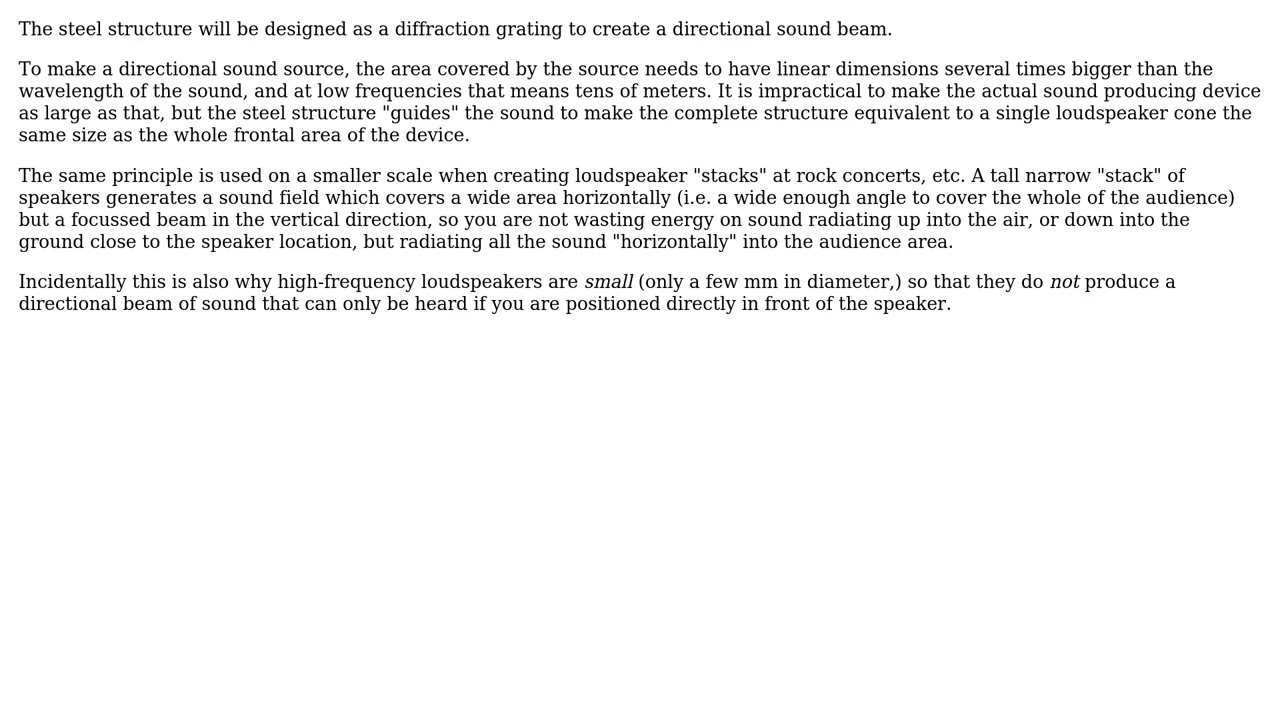 The steel structure will be designed as a diffraction grating to create a directional sound beam.
To make a directional sound source, the area covered by the source needs to have linear dimensions several times bigger than the
wavelength of the sound, and at low frequencies that means tens of meters. It is impractical to make the actual sound producing device
as large as that, but the steel structure "guides" the sound to make the complete structure equivalent to a single loudspeaker cone the
same size as the whole frontal area of the device.
The same principle is used on a smaller scale when creating loudspeaker "stacks" at rock concerts, etc. A tall narrow "stack" of
speakers generates a sound field which covers a wide area horizontally (i.e. a wide enough angle to cover the whole of the audience)
but a focussed beam in the vertical direction, so you are not wasting energy on sound radiating up into the air, or down into the
ground close to the speaker location, but radiating all the sound "horizontally" into the audience area.
Incidentally this is also why high-frequency loudspeakers are small (only a few mm in diameter,) so that they do not produce a
directional beam of sound that can only be heard if you are positioned directly in front of the speaker.